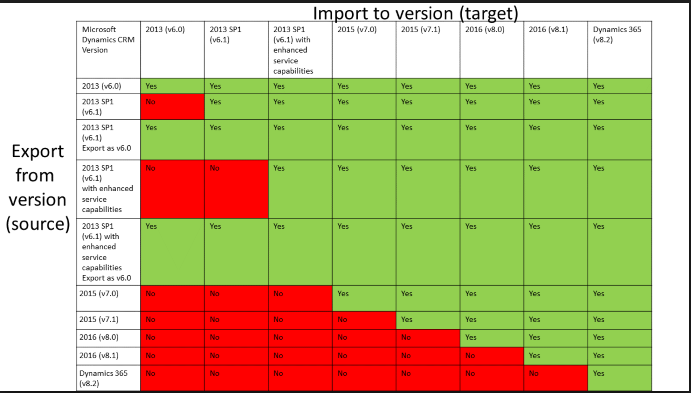 Import to version (target)
Microsoft Dynamics CRM Version 2013 (v6.0) 2013 SP1 (v6.1) 2013 SP1 (v6.1) with enhanced service capabilities 2015 (v7.0) 2015 (v7.1) 2016 (v8.0) 2016 (v8.1) Dynamics 365 (v8.2)
2013 (v6.0) Yes Yes Yes Yes Yes Yes Yes Yes
2013 SP1 (v6.1) No Yes Yes Yes Yes Yes Yes Yes
2013 SP1 (v6.1) Export as v6.0 Yes Yes Yes Yes Yes Yes Yes Yes
Export from version (source)
2013 SP1 (v6.1) with enhanced service capabilities No No Yes Yes Yes Yes Yes Yes
2013 SP1 (v6.1) with enhanced service capabilities Export as v6.0 Yes Yes Yes Yes Yes Yes Yes Yes
2015 (v7.0) No No No Yes Yes Yes Yes Yes
2015 (v7.1) No No No No Yes Yes Yes Yes
2016 (v8.0) No No No No No Yes Yes Yes
2016 (v8.1) No No No No No No Yes Yes
Dynamics 365 (v8.2) No No No No No No No Yes